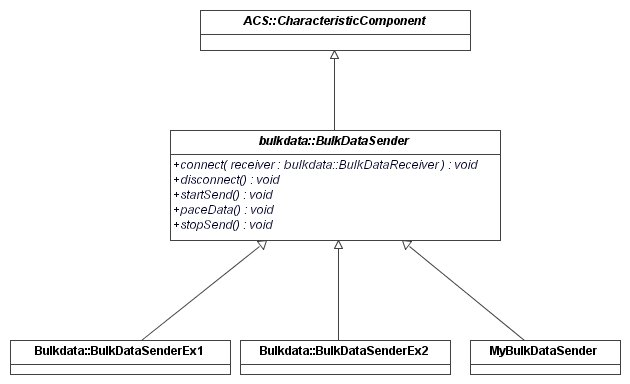 ACS::CharacteristicComponent
bulkdata::BulkDataSender
+connect( receiver : bulkdata::BulkDataReceiver ) : void
+disconnect() : void
+startSend() : void
+paceData() : void
+stopSend() : void
Bulkdata::BulkDataSenderEx1
Bulkdata::BulkDataSenderEx2
MyBulkDataSender